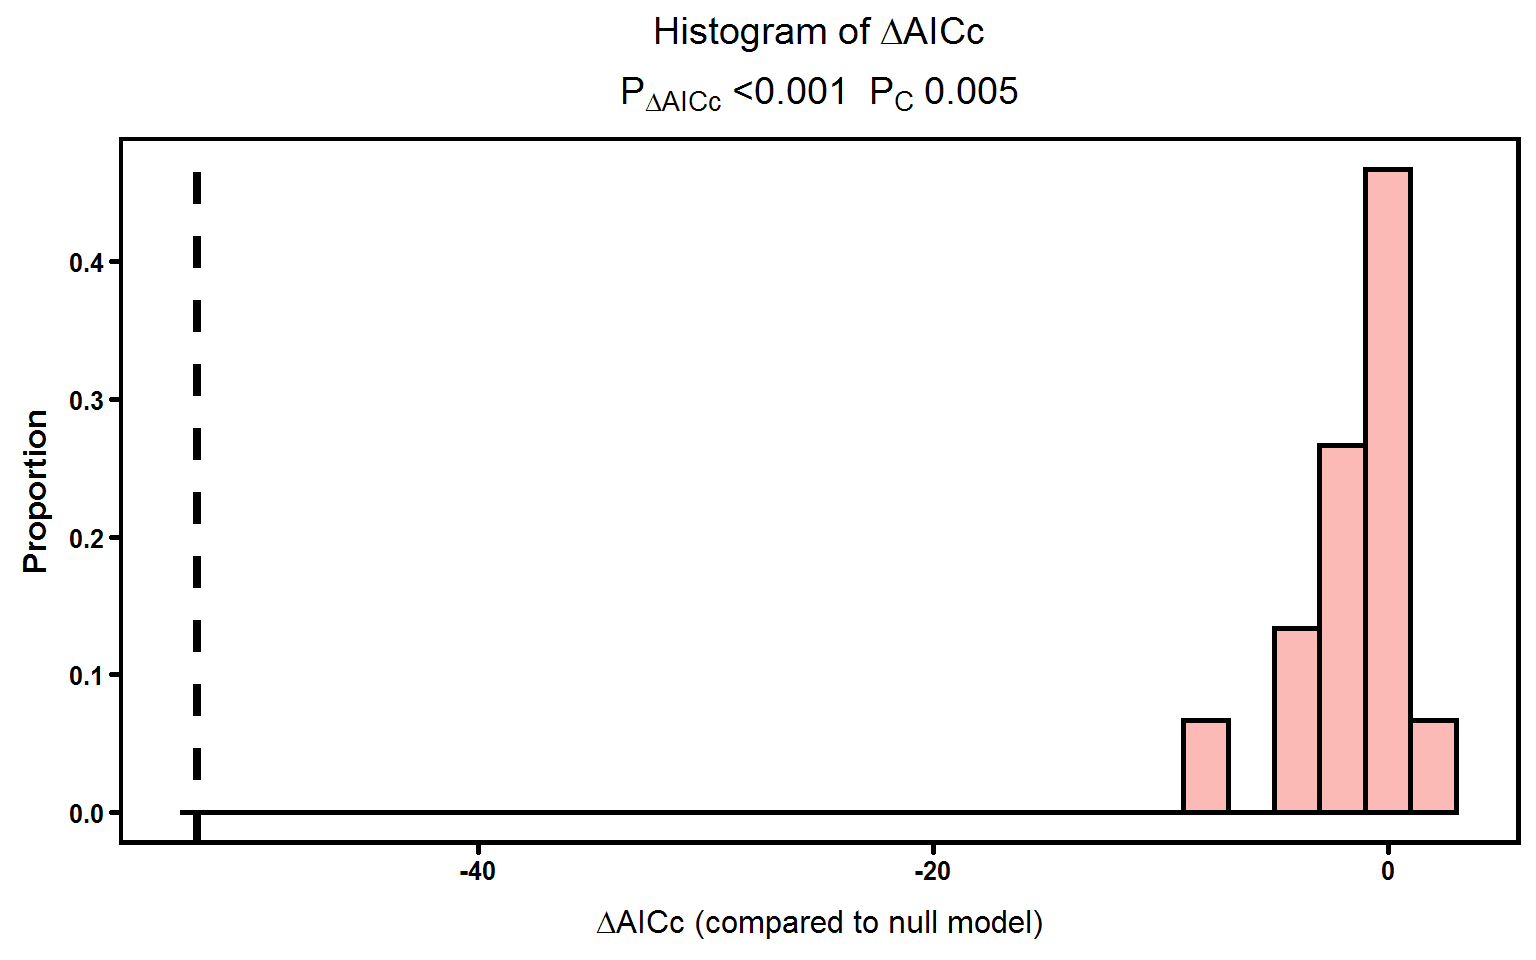 Histogram of ΔAICc
PΔAICc <0.001 PC 0.005
Proportion
0.4
0.3
0.2
0.1
0.0
-40
-20
0
ΔAICc (compared to null model)